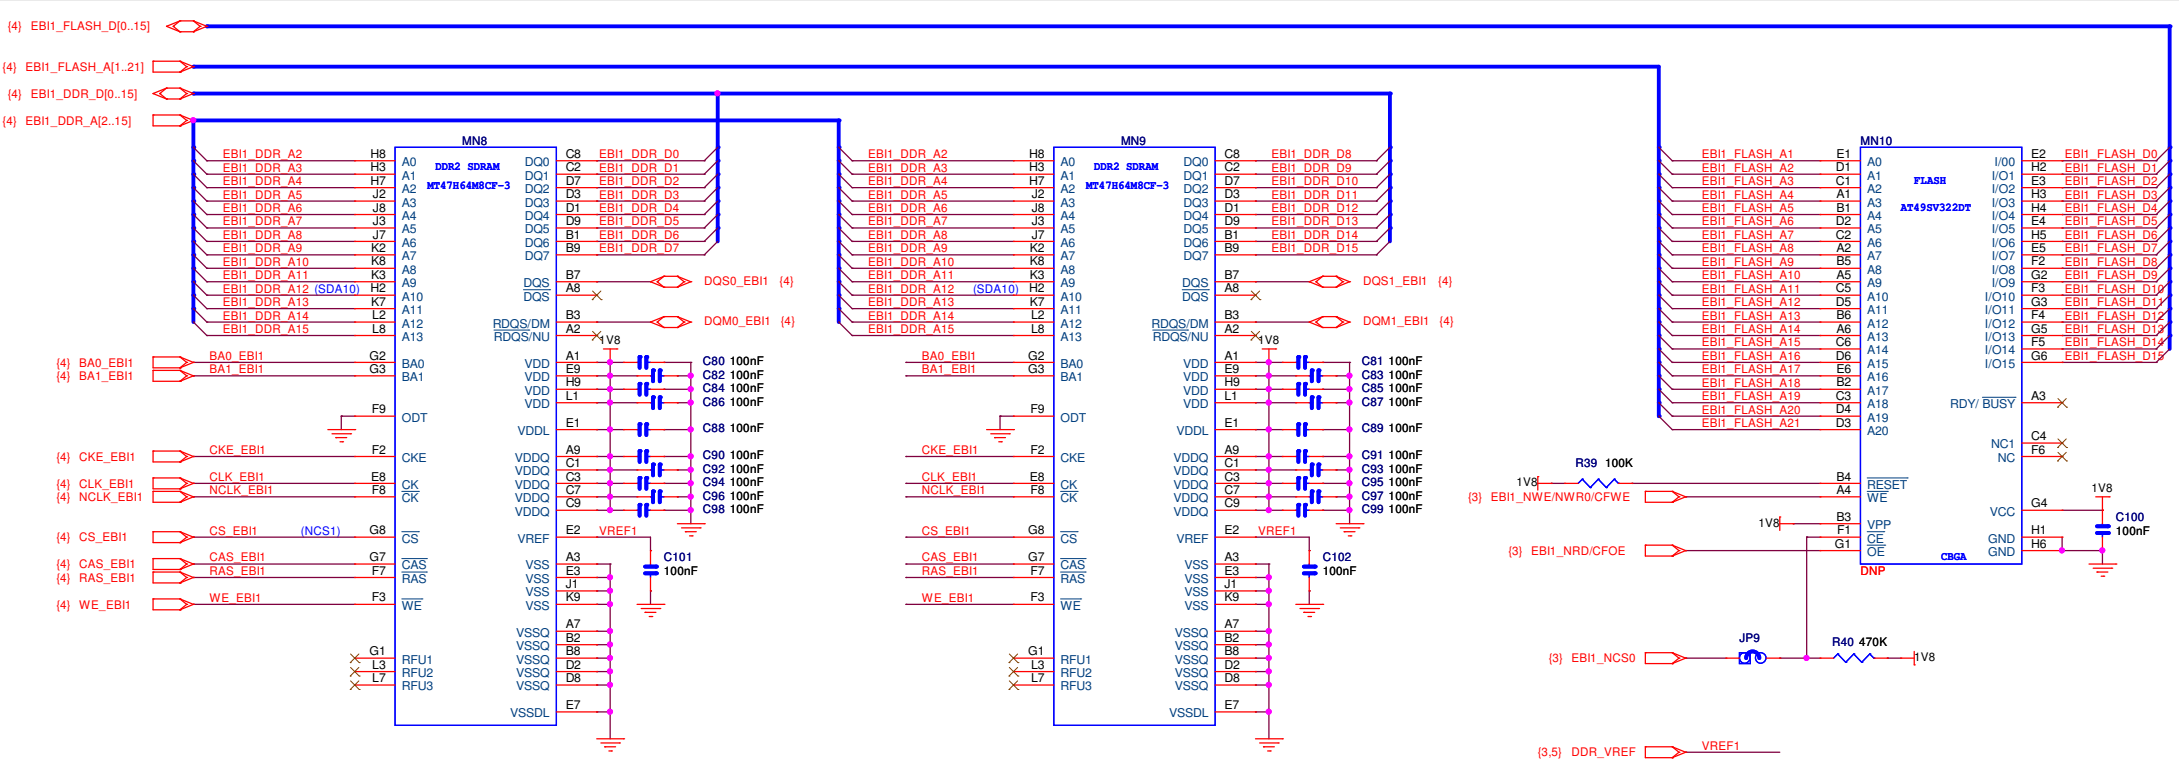 {4} EBI1_FLASH_D[0..15]
{4} EBI1_FLASH_A[1..21]
{4} EBI1_DDR_D[0..15]
{4} EBI1_DDR_A[2..15]
MN8
DDR2 SDRAM
MT47H64M8CF-3
EBI1_DDR_A2 H8 A0
EBI1_DDR_A3 H3 A1
EBI1_DDR_A4 H7 A2
EBI1_DDR_A5 J2 A3
EBI1_DDR_A6 J8 A4
EBI1_DDR_A7 J3 A5
EBI1_DDR_A8 J7 A6
EBI1_DDR_A9 K2 A7
EBI1_DDR_A10 K8 A8
EBI1_DDR_A11 K3 A9
EBI1_DDR_A12 (SDA10) H2 A10
EBI1_DDR_A13 K7 A11
EBI1_DDR_A14 L2 A12
EBI1_DDR_A15 L8 A13
{4} BA0_EBI1 BA0_EBI1 G2 BA0
{4} BA1_EBI1 BA1_EBI1 G3 BA1
F9 ODT
{4} CKE_EBI1 CKE_EBI1 F2 CKE
{4} CLK_EBI1 CLK_EBI1 E8 CK
{4} NCLK_EBI1 NCLK_EBI1 F8 CK
{4} CS_EBI1 CS_EBI1 (NCS1) G8 CS
{4} CAS_EBI1 CAS_EBI1 G7 CAS
{4} RAS_EBI1 RAS_EBI1 F7 RAS
{4} WE_EBI1 WE_EBI1 F3 WE
G1 RFU1
L3 RFU2
L7 RFU3
DQ0 C8 EBI1_DDR_D0
DQ1 C2 EBI1_DDR_D1
DQ2 D7 EBI1_DDR_D2
DQ3 D3 EBI1_DDR_D3
DQ4 D1 EBI1_DDR_D4
DQ5 D9 EBI1_DDR_D5
DQ6 B1 EBI1_DDR_D6
DQ7 B9 EBI1_DDR_D7
DQS B7 DQS0_EBI1 {4}
DQS A8
RDQS/DM B3 DQM0_EBI1 {4}
RDQS/NU A2
1V8
VDD A1 C80 100nF
VDD E9 C82 100nF
VDD H9 C84 100nF
VDD L1 C86 100nF
VDDL E1 C88 100nF
VDDQ A9 C90 100nF
VDDQ C1 C92 100nF
VDDQ C3 C94 100nF
VDDQ C7 C96 100nF
VDDQ C9 C98 100nF
VREF E2 VREF1
C101
100nF
VSS A3
VSS E3
VSS J1
VSS K9
VSSQ A7
VSSQ B2
VSSQ B8
VSSQ D2
VSSQ D8
VSSDL E7
MN9
DDR2 SDRAM
MT47H64M8CF-3
EBI1_DDR_A2 H8 A0
EBI1_DDR_A3 H3 A1
EBI1_DDR_A4 H7 A2
EBI1_DDR_A5 J2 A3
EBI1_DDR_A6 J8 A4
EBI1_DDR_A7 J3 A5
EBI1_DDR_A8 J7 A6
EBI1_DDR_A9 K2 A7
EBI1_DDR_A10 K8 A8
EBI1_DDR_A11 K3 A9
EBI1_DDR_A12 (SDA10) H2 A10
EBI1_DDR_A13 K7 A11
EBI1_DDR_A14 L2 A12
EBI1_DDR_A15 L8 A13
BA0_EBI1 G2 BA0
BA1_EBI1 G3 BA1
F9 ODT
CKE_EBI1 F2 CKE
CLK_EBI1 E8 CK
NCLK_EBI1 F8 CK
CS_EBI1 G8 CS
CAS_EBI1 G7 CAS
RAS_EBI1 F7 RAS
WE_EBI1 F3 WE
G1 RFU1
L3 RFU2
L7 RFU3
DQ0 C8 EBI1_DDR_D8
DQ1 C2 EBI1_DDR_D9
DQ2 D7 EBI1_DDR_D10
DQ3 D3 EBI1_DDR_D11
DQ4 D1 EBI1_DDR_D12
DQ5 D9 EBI1_DDR_D13
DQ6 B1 EBI1_DDR_D14
DQ7 B9 EBI1_DDR_D15
DQS B7 DQS1_EBI1 {4}
DQS A8
RDQS/DM B3 DQM1_EBI1 {4}
RDQS/NU A2
1V8
VDD A1 C81 100nF
VDD E9 C83 100nF
VDD H9 C85 100nF
VDD L1 C87 100nF
VDDL E1 C89 100nF
VDDQ A9 C91 100nF
VDDQ C1 C93 100nF
VDDQ C3 C95 100nF
VDDQ C7 C97 100nF
VDDQ C9 C99 100nF
VREF E2 VREF1
C102
100nF
VSS A3
VSS E3
VSS J1
VSS K9
VSSQ A7
VSSQ B2
VSSQ B8
VSSQ D2
VSSQ D8
VSSDL E7
MN10
FLASH
AT49SV322DT
EBI1_FLASH_A1 E1 A0
EBI1_FLASH_A2 D1 A1
EBI1_FLASH_A3 C1 A2
EBI1_FLASH_A4 A1 A3
EBI1_FLASH_A5 B1 A4
EBI1_FLASH_A6 D2 A5
EBI1_FLASH_A7 C2 A6
EBI1_FLASH_A8 A2 A7
EBI1_FLASH_A9 B5 A8
EBI1_FLASH_A10 A5 A9
EBI1_FLASH_A11 C5 A10
EBI1_FLASH_A12 D5 A11
EBI1_FLASH_A13 B6 A12
EBI1_FLASH_A14 A6 A13
EBI1_FLASH_A15 C6 A14
EBI1_FLASH_A16 D6 A15
EBI1_FLASH_A17 E6 A16
EBI1_FLASH_A18 B2 A17
EBI1_FLASH_A19 C3 A18
EBI1_FLASH_A20 D4 A19
EBI1_FLASH_A21 D3 A20
R39 100K
1V8 B4 RESET
{3} EBI1_NWE/NWR0/CFWE A4 WE
1V8 B3 VPP
F1 CE
{3} EBI1_NRD/CFOE G1 OE
CBGA
DNP
I/00 E2 EBI1_FLASH_D0
I/O1 H2 EBI1_FLASH_D1
I/O2 E3 EBI1_FLASH_D2
I/O3 H3 EBI1_FLASH_D3
I/O4 H4 EBI1_FLASH_D4
I/O5 E4 EBI1_FLASH_D5
I/O6 H5 EBI1_FLASH_D6
I/O7 E5 EBI1_FLASH_D7
I/O8 F2 EBI1_FLASH_D8
I/O9 G2 EBI1_FLASH_D9
I/O10 F3 EBI1_FLASH_D10
I/O11 G3 EBI1_FLASH_D11
I/O12 F4 EBI1_FLASH_D12
I/O13 G5 EBI1_FLASH_D13
I/O14 F5 EBI1_FLASH_D14
I/O15 G6 EBI1_FLASH_D15
RDY/ BUSY A3
NC1 C4
NC F6
1V8
VCC G4
C100
100nF
GND H1
GND H6
JP9
R40 470K
{3} EBI1_NCS0
1V8
{3,5} DDR_VREF VREF1